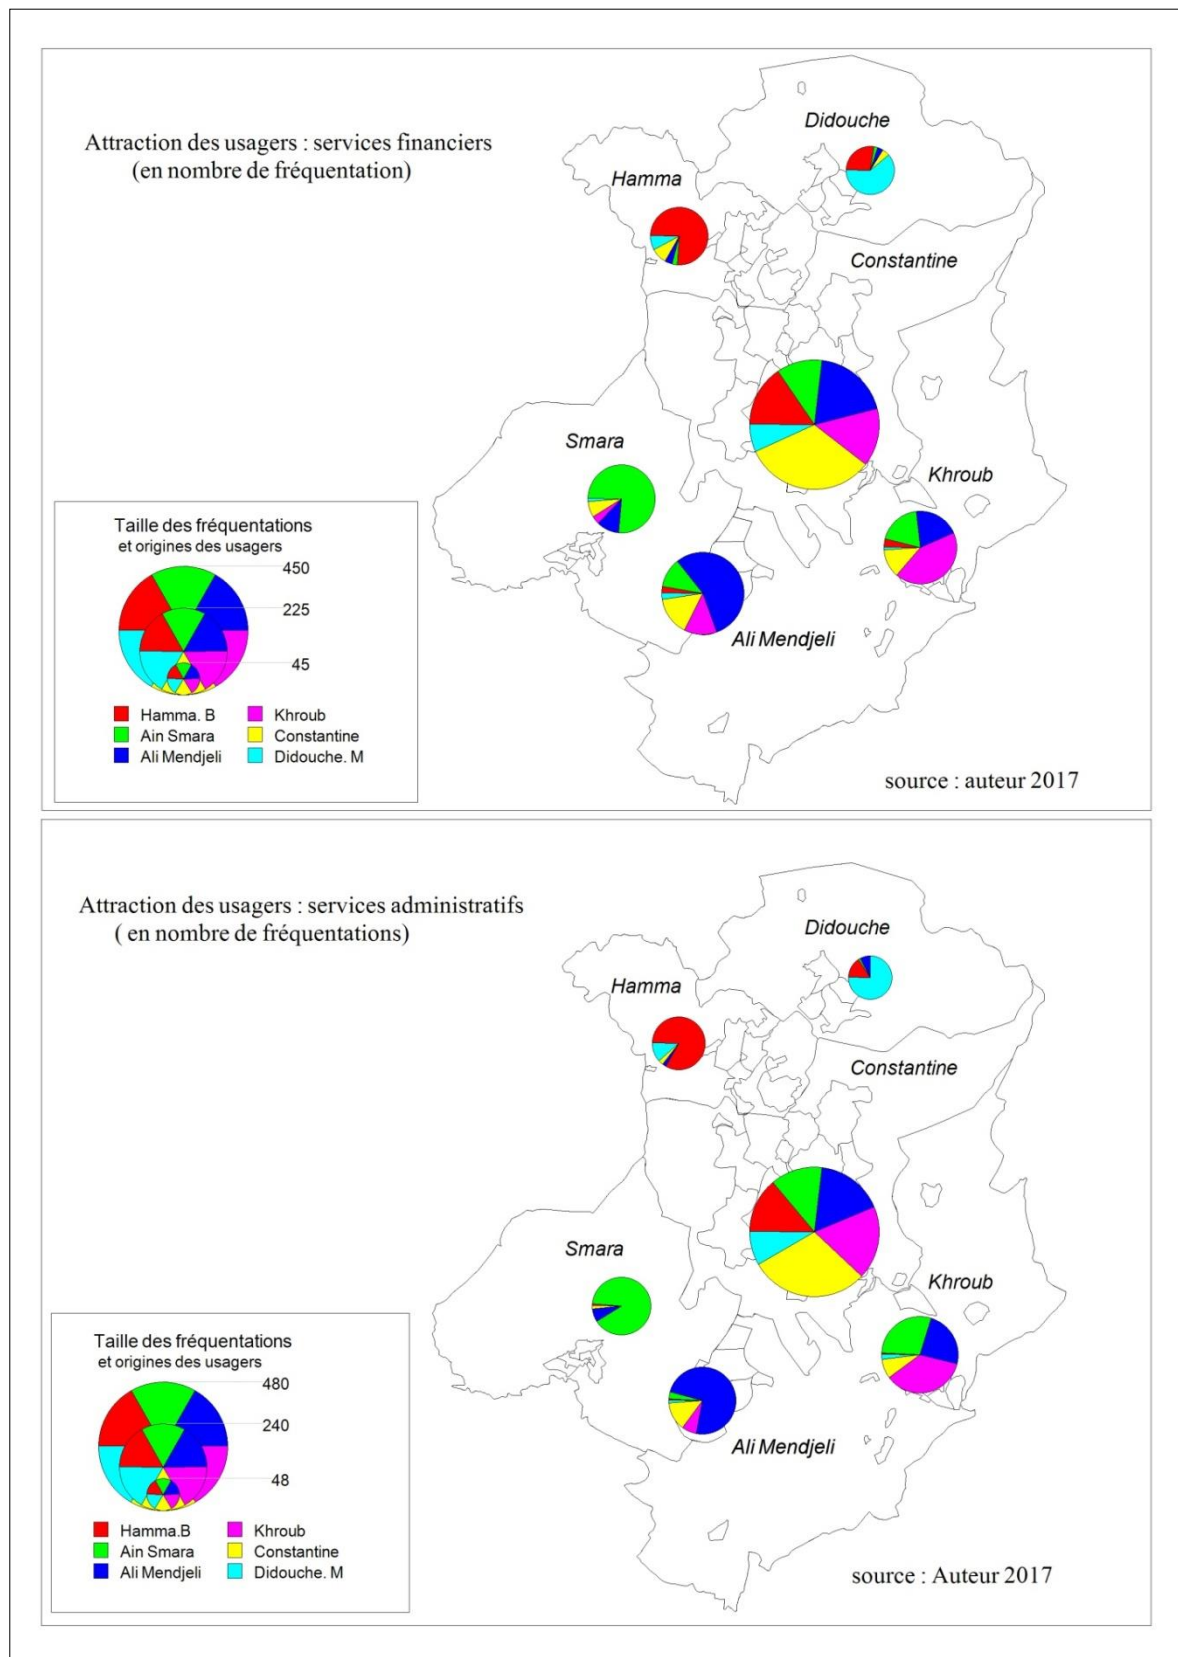 Attraction des usagers : services financiers
(en nombre de fréquentation)
Didouche
Hamma
Constantine
Smara
Khroub
Ali Mendjeli
Taille des fréquentations
et origines des usagers
450
225
45
Hamma. B
Khroub
Ain Smara
Constantine
Ali Mendjeli
Didouche. M
source : auteur 2017
Attraction des usagers : services administratifs
( en nombre de fréquentations)
Didouche
Hamma
Constantine
Smara
Khroub
Ali Mendjeli
Taille des fréquentations
et origines des usagers
480
240
48
Hamma.B
Khroub
Ain Smara
Constantine
Ali Mendjeli
Didouche. M
source : Auteur 2017